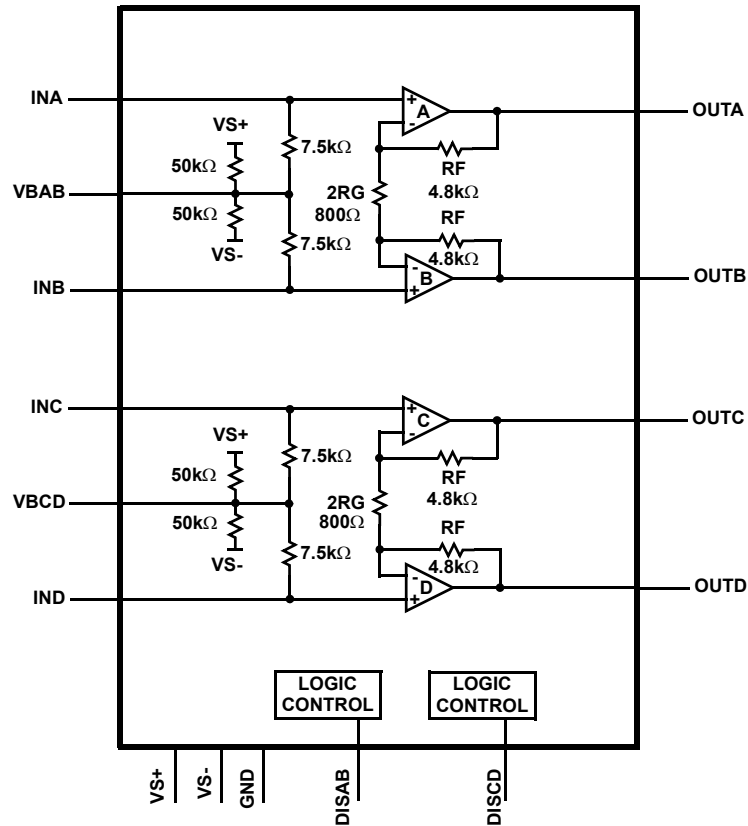 INA
VS+
50kΩ
VBAB
50kΩ
VS-
INB
7.5kΩ
7.5kΩ
+
A
-
RF
4.8kΩ
2RG
800Ω
RF
4.8kΩ
-
B
+
OUTA
OUTB
INC
VS+
50kΩ
VBCD
50kΩ
VS-
IND
7.5kΩ
7.5kΩ
+
C
-
RF
4.8kΩ
2RG
800Ω
RF
4.8kΩ
-
D
+
OUTC
OUTD
LOGIC
CONTROL
LOGIC
CONTROL
VS+
VS-
GND
DISAB
DISCD